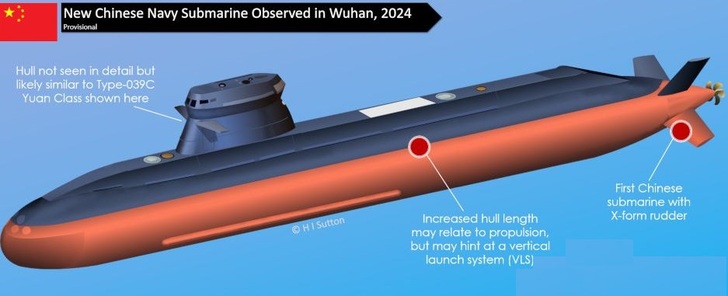 New Chinese Navy Submarine Observed in Wuhan, 2024
Provisional
Hull not seen in detail but
likely similar to Type-039C
Yuan Class shown here
© H I Sutton
Increased hull length
may relate to propulsion,
but may hint at a vertical
launch system (VLS)
First Chinese
submarine with
X-form rudder